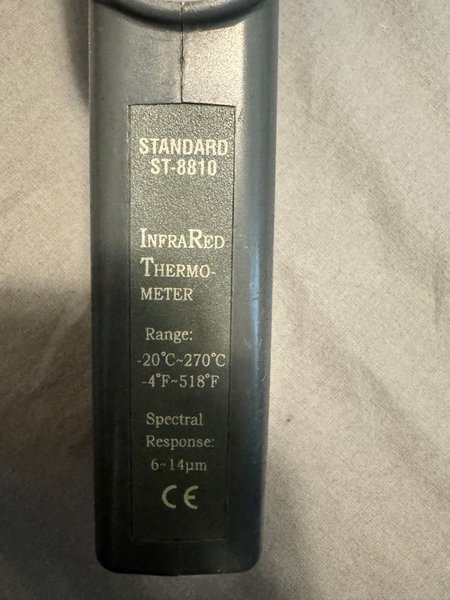 STANDARD
ST-8810
INFRARED
THERMO-
METER
Range:
-20°C~270°C
-4°F~518°F
Spectral
Response:
6~14µm
CE